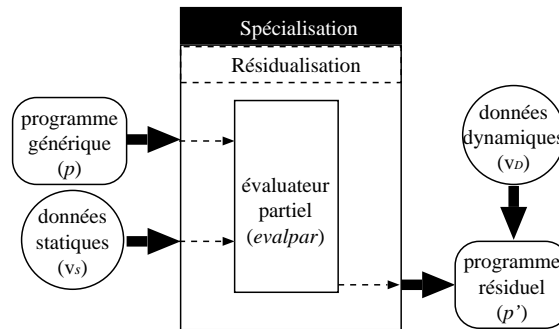 Spécialisation
Résidualisation
programme
générique
(p)
données
statiques
(vs)
évaluateur
partiel
(evalpar)
données
dynamiques
(vD)
programme
résiduel
(p')